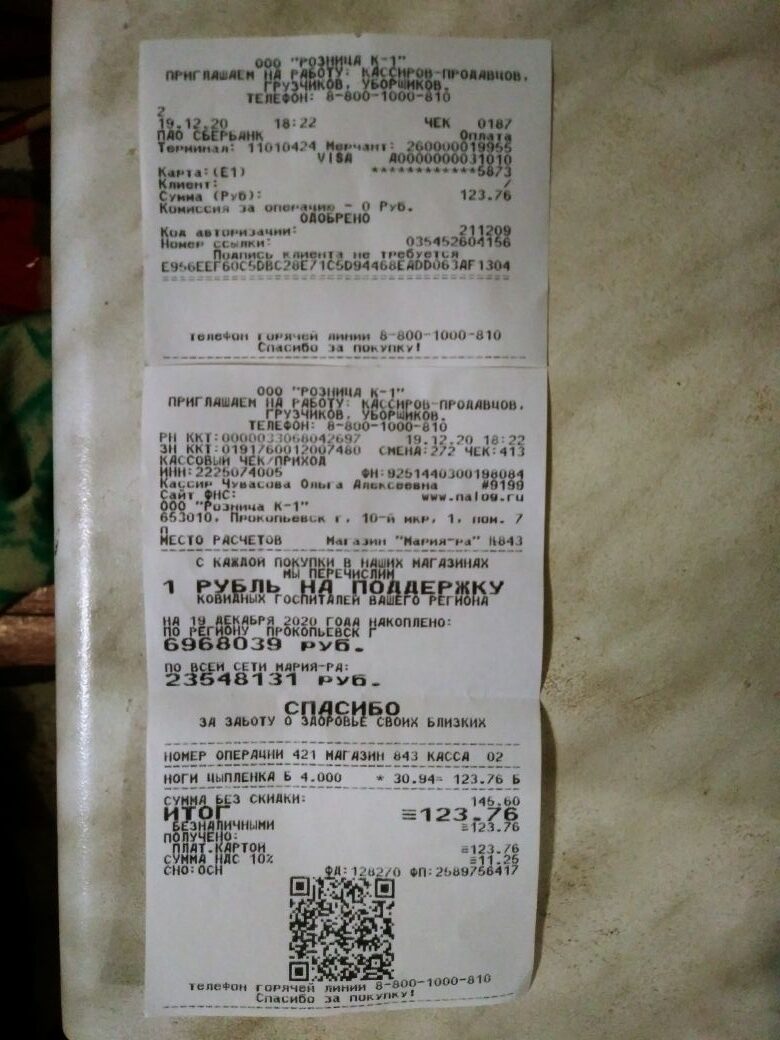 ООО "РОЗНИЦА К-1"
ПРИГЛАШАЕМ НА РАБОТУ: КАССИРОВ-ПРОДАВЦОВ,
ГРУЗЧИКОВ, УБОРЩИКОВ.
ТЕЛЕФОН: 8-800-1000-810
2
19.12.20 18:22 ЧЕК 0187
ПАО СБЕРБАНК Оплата
Терминал: 11010424 Мерчант: 260000019955
VISA A0000000031010
Карта:(E1) ************5873
Клиент: /
Сумма (Руб): 123.76
Комиссия за операцию - 0 Руб.
ОДОБРЕНО
Код авторизации: 211209
Номер ссылки: 035452604156
Подпись клиента не требуется
E956EEF60C5DBC28E71C5D94468EADD063AF1304
телефон горячей линии 8-800-1000-810
Спасибо за покупку!
ООО "РОЗНИЦА К-1"
ПРИГЛАШАЕМ НА РАБОТУ: КАССИРОВ-ПРОДАВЦОВ,
ГРУЗЧИКОВ, УБОРЩИКОВ.
ТЕЛЕФОН: 8-800-1000-810
РН ККТ:0000033068042697 19.12.20 18:22
ЗН ККТ:0191760012007480 СМЕНА:272 ЧЕК:413
КАССОВЫЙ ЧЕК/ПРИХОД
ИНН:2225074005 ФН:9251440300198084
Кассир Чувасова Ольга Алексеевна #9199
Сайт ФНС: www.nalog.ru
ООО "Розница К-1"
653010, Прокопьевск г, 10-й мкр, 1, пом. 7
п
МЕСТО РАСЧЕТОВ Магазин "Мария-ра" №843
С КАЖДОЙ ПОКУПКИ В НАШИХ МАГАЗИНАХ
МЫ ПЕРЕЧИСЛИМ
1 РУБЛЬ НА ПОДДЕРЖКУ
КОВИДНЫХ ГОСПИТАЛЕЙ ВАШЕГО РЕГИОНА
НА 19 ДЕКАБРЯ 2020 ГОДА НАКОПЛЕНО:
ПО РЕГИОНУ ПРОКОПЬЕВСК Г
6968039 руб.
ПО ВСЕЙ СЕТИ МАРИЯ-РА:
23548131 руб.
СПАСИБО
ЗА ЗАБОТУ О ЗДОРОВЬЕ СВОИХ БЛИЗКИХ
НОМЕР ОПЕРАЦИИ 421 МАГАЗИН 843 КАССА 02
НОГИ ЦЫПЛЕНКА Б 4.000 * 30.94= 123.76 Б
СУММА БЕЗ СКИДКИ: 145.60
ИТОГ ≡123.76
БЕЗНАЛИЧНЫМИ ≡123.76
ПОЛУЧЕНО:
ПЛАТ.КАРТОЙ ≡123.76
СУММА НДС 10% ≡11.25
СНО:ОСН ФД:128270 ФП:2589756417
телефон горячей линии 8-800-1000-810
Спасибо за покупку!